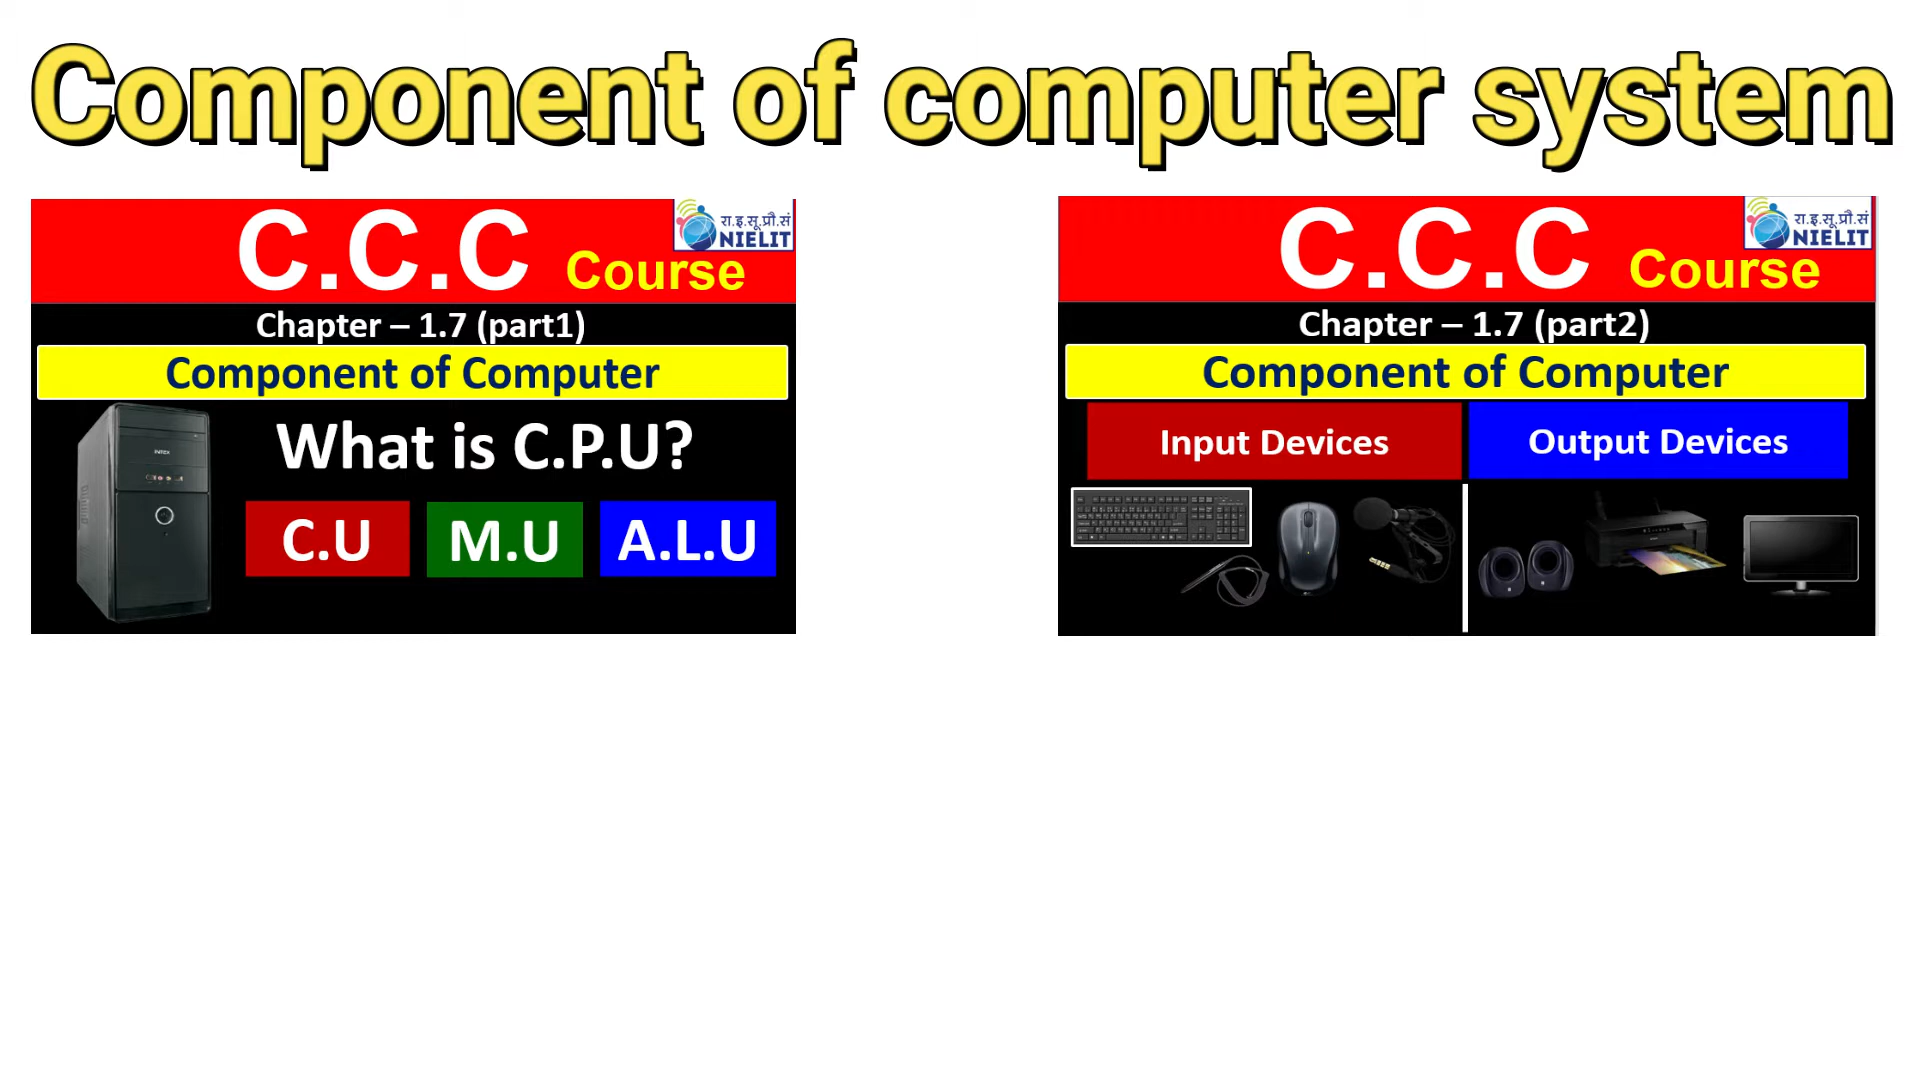 Component of computer system
C.C.C Course
रा.इ.सू.प्रौ.सं
NIELIT
Chapter – 1.7 (part1)
Component of Computer
What is C.P.U?
INTEX
C.U
M.U
A.L.U
C.C.C Course
रा.इ.सू.प्रौ.सं
NIELIT
Chapter – 1.7 (part2)
Component of Computer
Input Devices
Output Devices